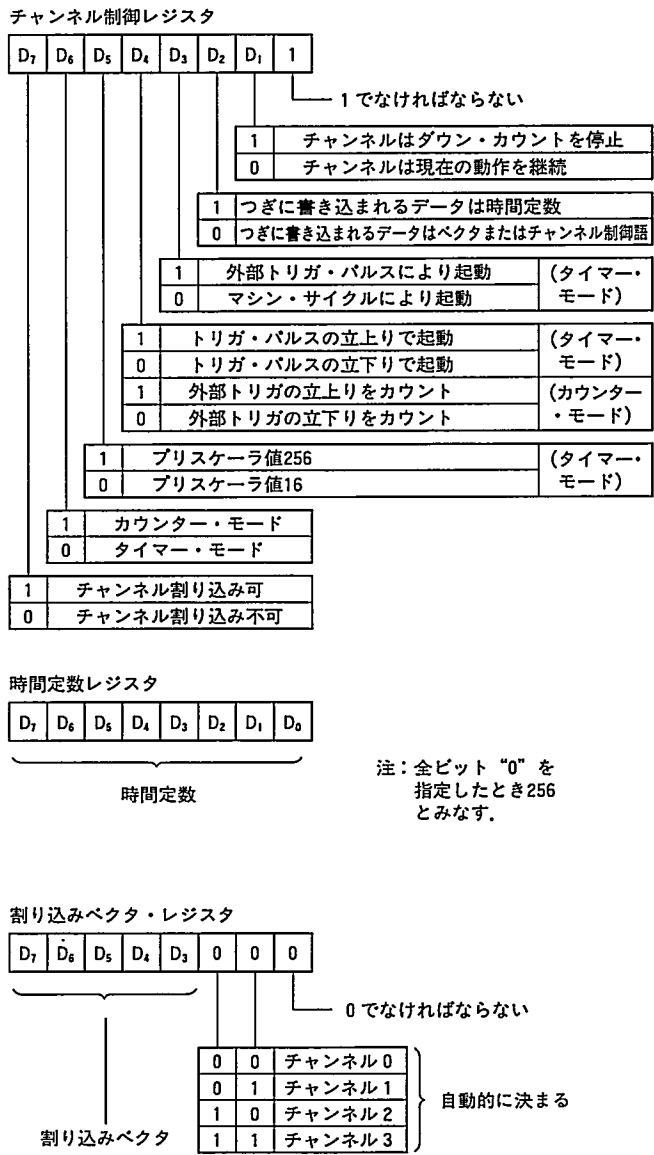 チャンネル制御レジスタ
D₇ D₆ D₅ D₄ D₃ D₂ D₁ 1
1でなければならない
1 チャンネルはダウン・カウントを停止
0 チャンネルは現在の動作を継続
1 つぎに書き込まれるデータは時間定数
0 つぎに書き込まれるデータはベクタまたはチャンネル制御語
1 外部トリガ・パルスにより起動
0 マシン・サイクルにより起動
(タイマー・
モード)
1 トリガ・パルスの立上りで起動
0 トリガ・パルスの立下りで起動
(タイマー・
モード)
1 外部トリガの立上りをカウント
0 外部トリガの立下りをカウント
(カウンター
・モード)
1 プリスケーラ値256
0 プリスケーラ値16
(タイマー・
モード)
1 カウンター・モード
0 タイマー・モード
1 チャンネル割り込み可
0 チャンネル割り込み不可
時間定数レジスタ
D₇ D₆ D₅ D₄ D₃ D₂ D₁ D₀
時間定数
注：全ビット“0”を
指定したとき256
とみなす.
割り込みベクタ・レジスタ
D₇ D₆ D₅ D₄ D₃ 0 0 0
0でなければならない
0 0 チャンネル0
0 1 チャンネル1
1 0 チャンネル2
1 1 チャンネル3
自動的に決まる
割り込みベクタ